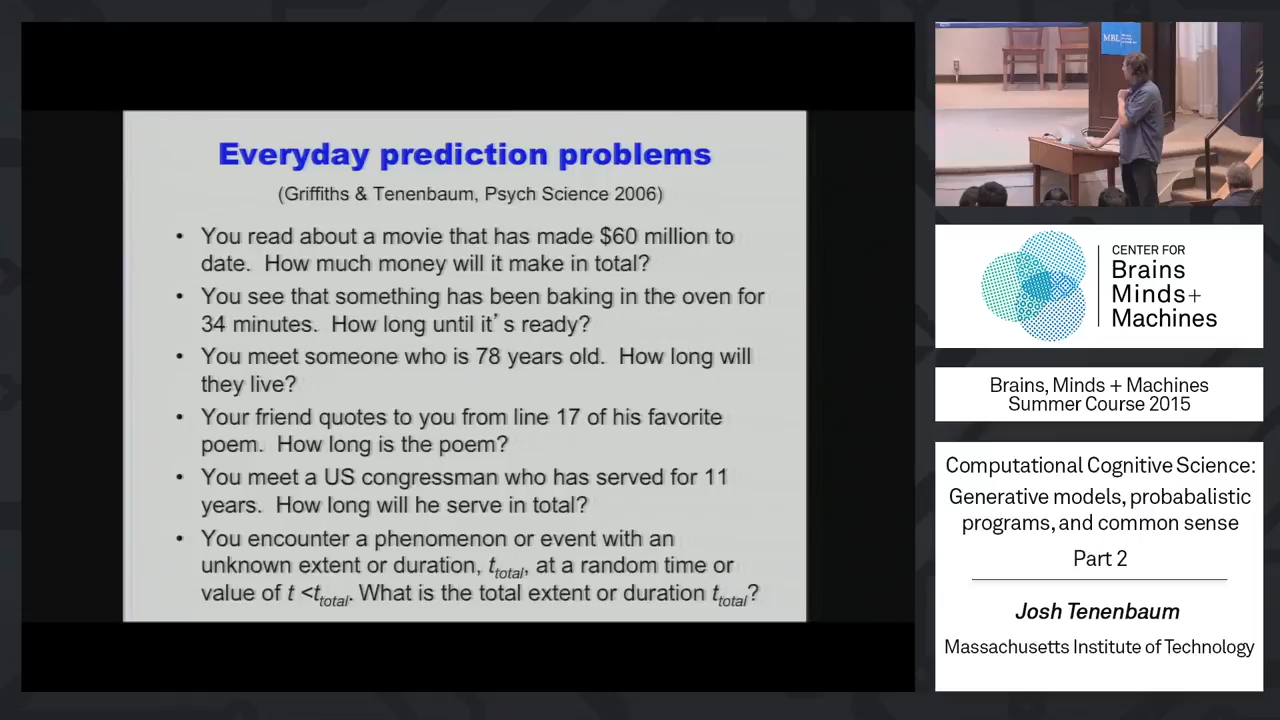 Everyday prediction problems
(Griffiths & Tenenbaum, Psych Science 2006)
• You read about a movie that has made $60 million to
date. How much money will it make in total?
• You see that something has been baking in the oven for
34 minutes. How long until it's ready?
• You meet someone who is 78 years old. How long will
they live?
• Your friend quotes to you from line 17 of his favorite
poem. How long is the poem?
• You meet a US congressman who has served for 11
years. How long will he serve in total?
• You encounter a phenomenon or event with an
unknown extent or duration, t_total, at a random time or
value of t <t_total. What is the total extent or duration t_total?
MBL
CENTER FOR
Brains
Minds+
Machines
Brains, Minds + Machines
Summer Course 2015
Computational Cognitive Science:
Generative models, probabalistic
programs, and common sense
Part 2
Josh Tenenbaum
Massachusetts Institute of Technology